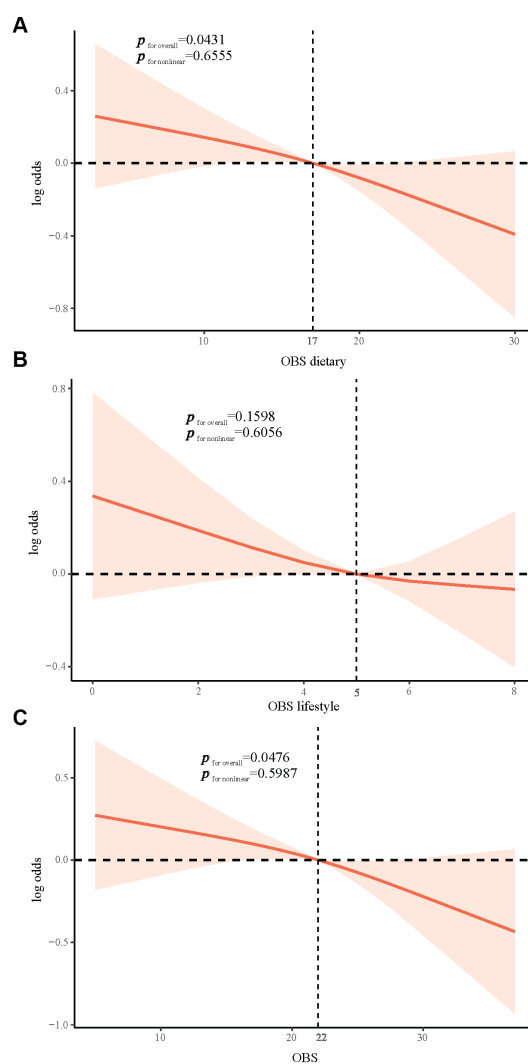 A
p for overall=0.0431
p for nonlinear=0.6555
0.4
0.0
−0.4
−0.8
log odds
10
17
20
30
OBS dietary
B
p for overall=0.1598
p for nonlinear=0.6056
0.8
0.4
0.0
−0.4
log odds
0
2
4
5
6
8
OBS lifestyle
C
p for overall=0.0476
p for nonlinear=0.5987
0.5
0.0
−0.5
−1.0
log odds
10
20
22
30
OBS